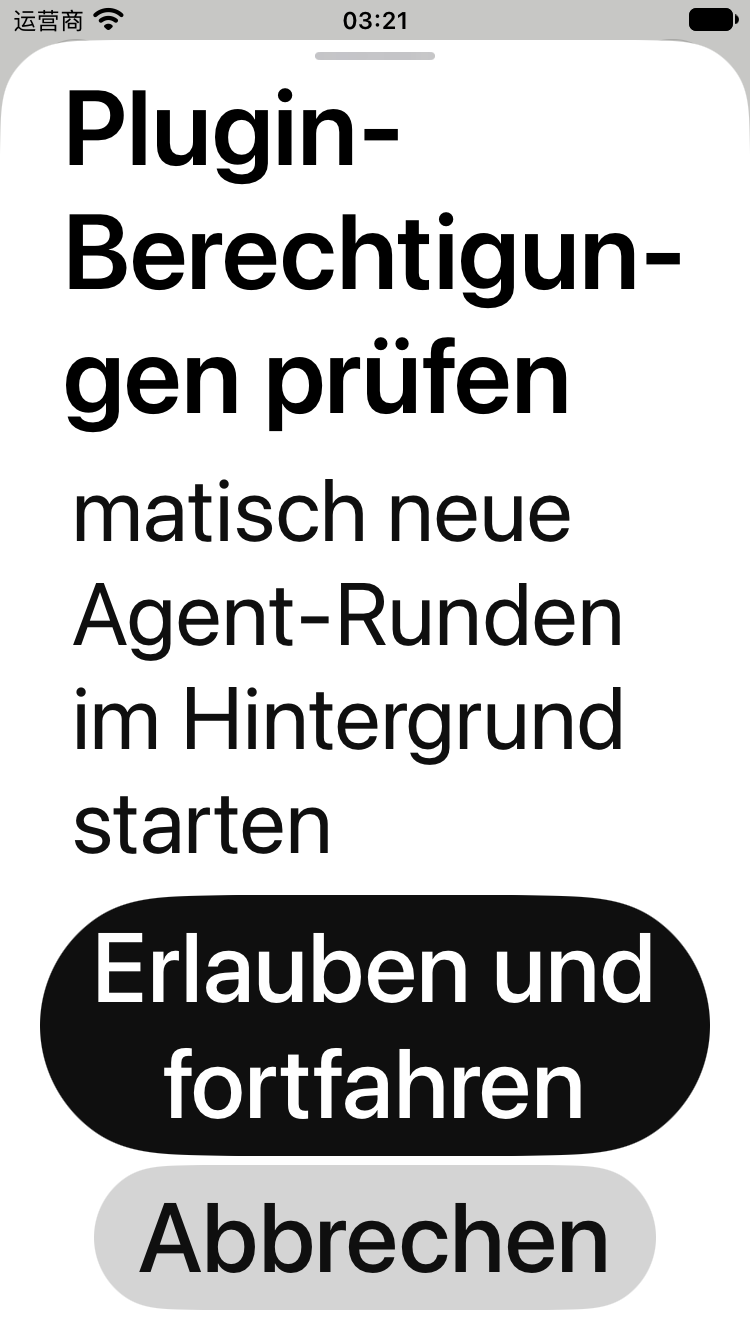 运营商
03:21
Plugin-
Berechtigun-
gen prüfen
matisch neue
Agent-Runden
im Hintergrund
starten
Erlauben und
fortfahren
Abbrechen